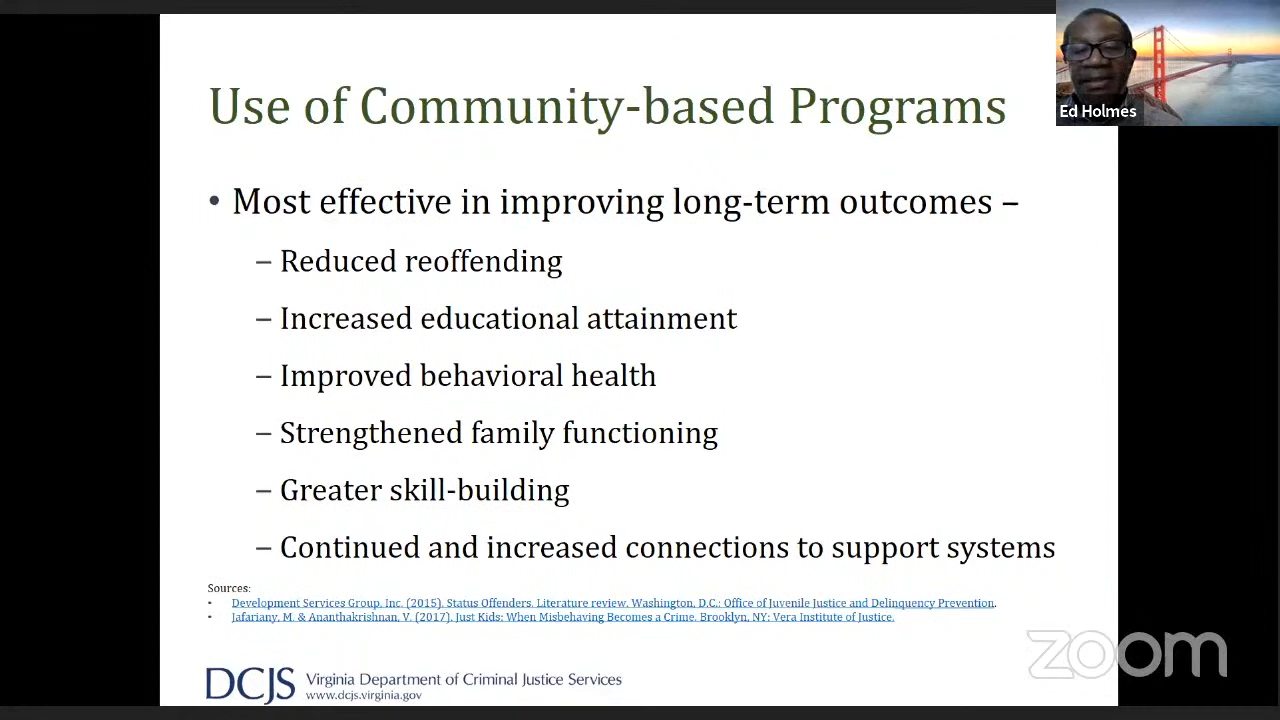 Use of Community-based Programs
Ed Holmes
• Most effective in improving long-term outcomes –
– Reduced reoffending
– Increased educational attainment
– Improved behavioral health
– Strengthened family functioning
– Greater skill-building
– Continued and increased connections to support systems
Sources:
• Development Services Group, Inc. (2015). Status Offenders. Literature review. Washington, D.C.: Office of Juvenile Justice and Delinquency Prevention.
• Jafariany, M. & Ananthakrishnan, V. (2017). Just Kids: When Misbehaving Becomes a Crime. Brooklyn, NY: Vera Institute of Justice.
zoom
DCJS Virginia Department of Criminal Justice Services
www.dcjs.virginia.gov